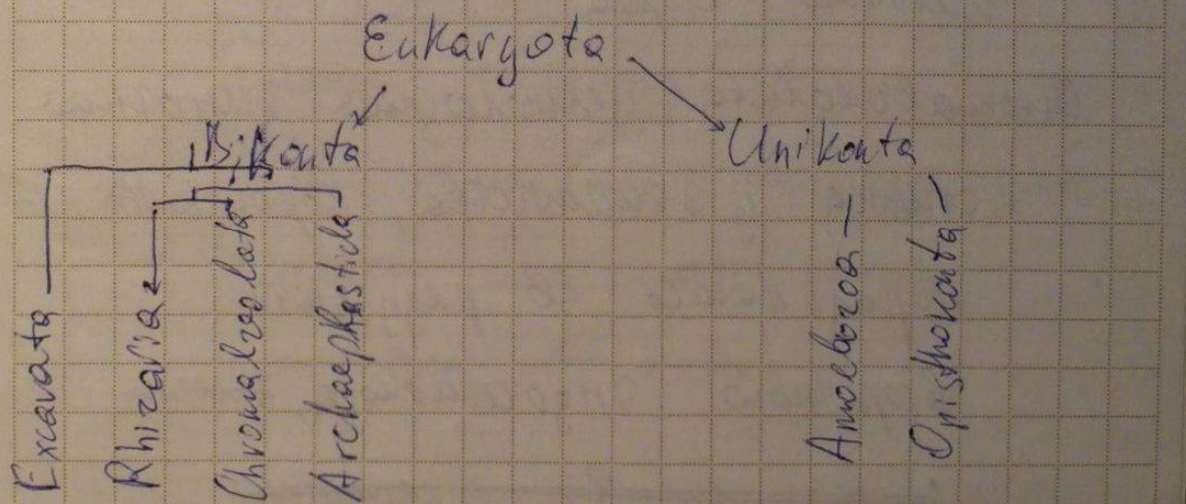 Eukaryota
Bikonta
Unikonta
Excavata
Rhizaria
Chromalveolata
Archaeplastida
Amoebozoa
Opisthokonta